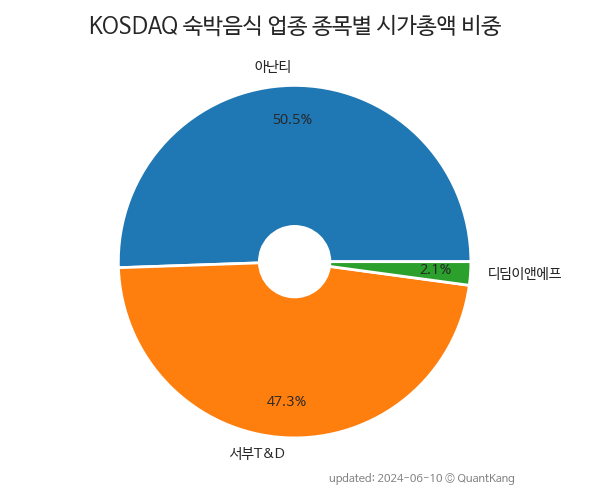 KOSDAQ 숙박음식 업종 종목별 시가총액 비중
아난티
50.5%
2.1%
디딤이앤에프
47.3%
서부T&D
updated: 2024-06-10 © QuantKang